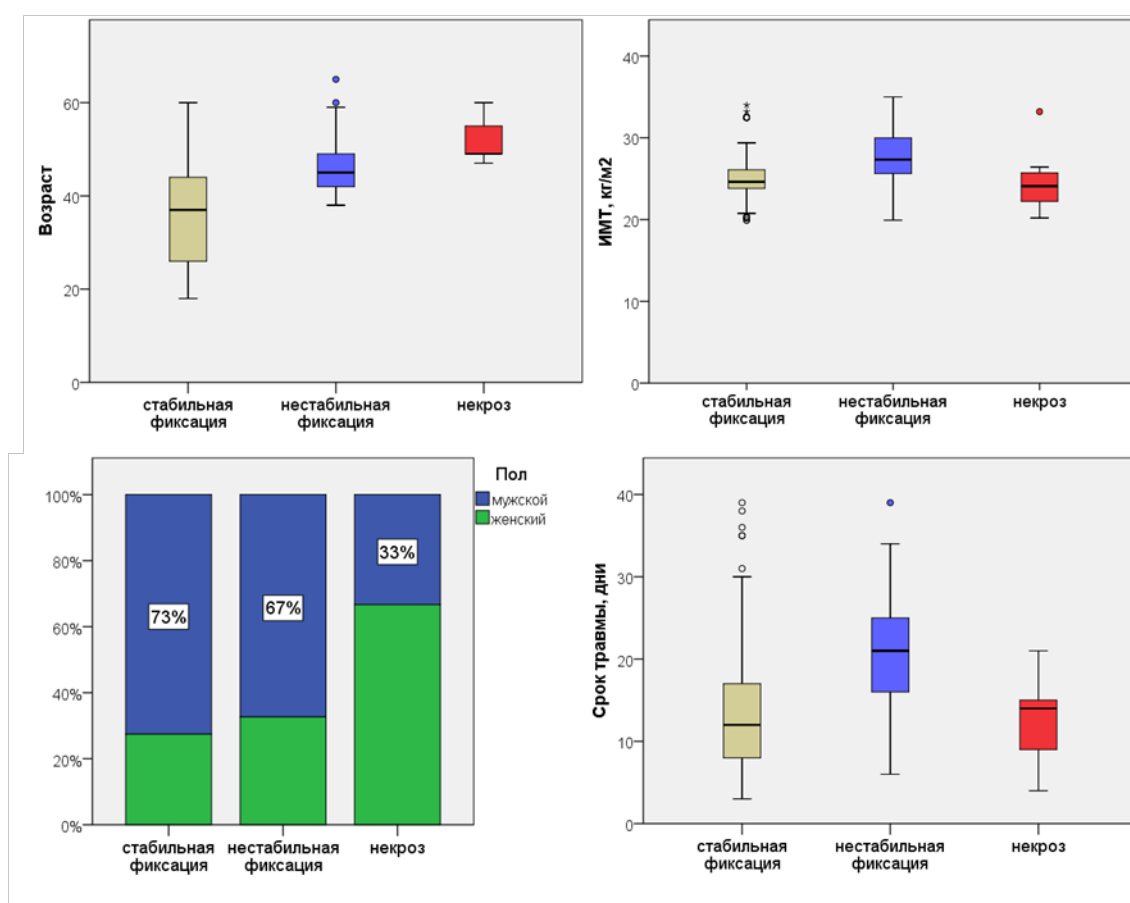 Возраст
60
40
20
0
стабильная
фиксация
нестабильная
фиксация
некроз
ИМТ, кг/м2
40
30
20
10
0
стабильная
фиксация
нестабильная
фиксация
некроз
Пол
мужской
женский
100%
80%
60%
40%
20%
0%
73%
67%
33%
стабильная
фиксация
нестабильная
фиксация
некроз
Срок травмы, дни
40
30
20
10
0
стабильная
фиксация
нестабильная
фиксация
некроз